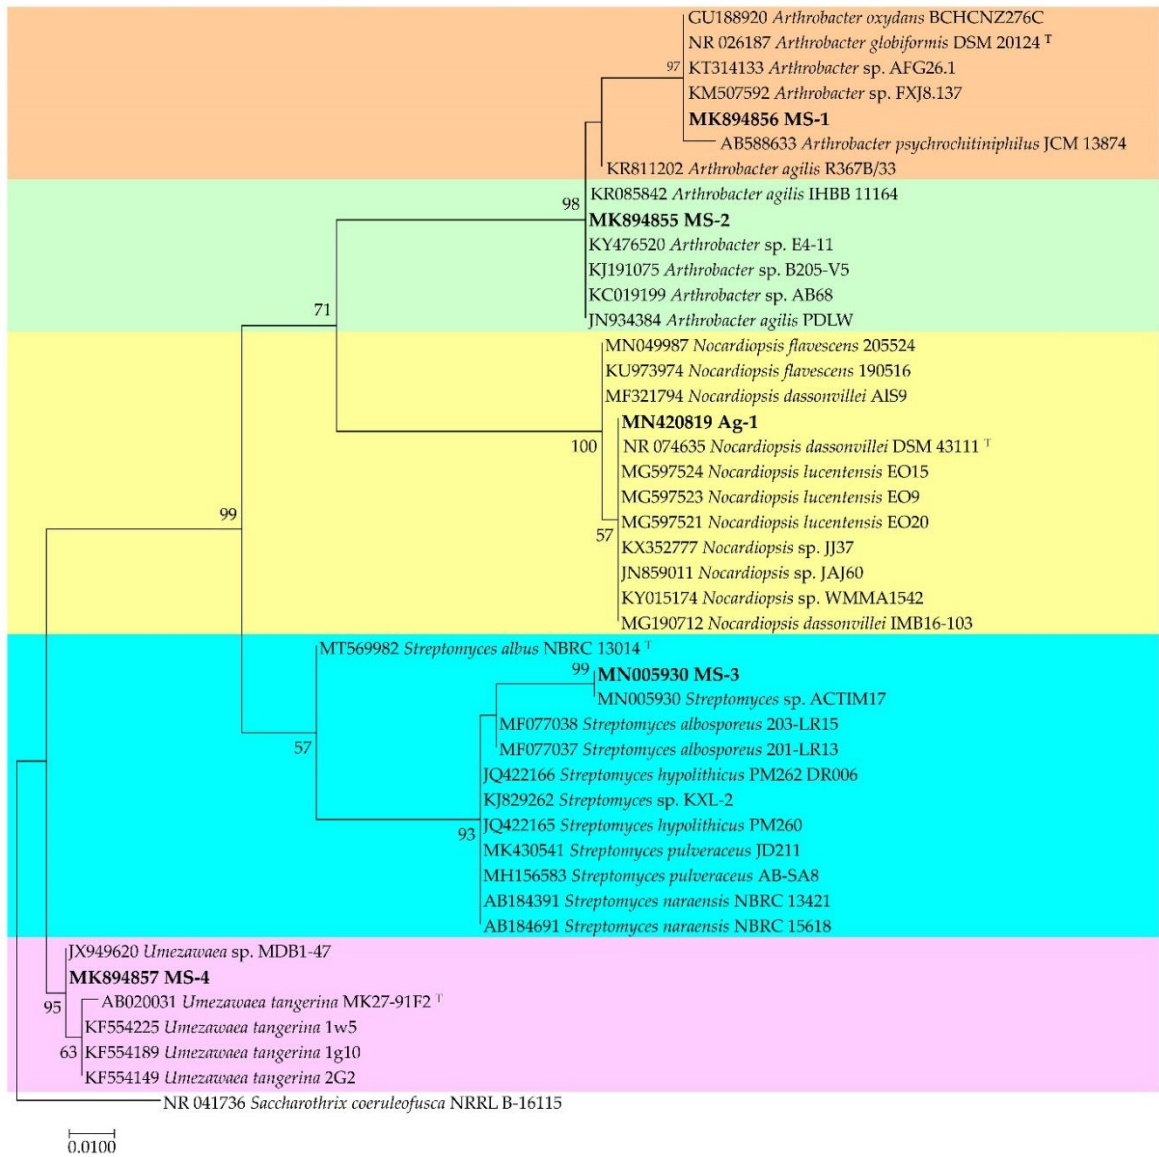 GU188920 Arthrobacter oxydans BCHCNZ276C
NR 026187 Arthrobacter globiformis DSM 20124 T
97
KT314133 Arthrobacter sp. AFG26.1
KM507592 Arthrobacter sp. FXJ8.137
MK894856 MS-1
AB588633 Arthrobacter psychrochitiniphilus JCM 13874
KR811202 Arthrobacter agilis R367B/33
KR085842 Arthrobacter agilis IHBB 11164
98
MK894855 MS-2
KY476520 Arthrobacter sp. E4-11
KJ191075 Arthrobacter sp. B205-V5
KC019199 Arthrobacter sp. AB68
71
JN934384 Arthrobacter agilis PDLW
MN049987 Nocardiopsis flavescens 205524
KU973974 Nocardiopsis flavescens 190516
MF321794 Nocardiopsis dassonvillei AlS9
MN420819 Ag-1
100
NR 074635 Nocardiopsis dassonvillei DSM 43111 T
MG597524 Nocardiopsis lucentensis EO15
MG597523 Nocardiopsis lucentensis EO9
99
MG597521 Nocardiopsis lucentensis EO20
57
KX352777 Nocardiopsis sp. JJ37
JN859011 Nocardiopsis sp. JAJ60
KY015174 Nocardiopsis sp. WMMA1542
MG190712 Nocardiopsis dassonvillei IMB16-103
MT569982 Streptomyces albus NBRC 13014 T
99
MN005930 MS-3
MN005930 Streptomyces sp. ACTIM17
MF077038 Streptomyces albosporeus 203-LR15
57
MF077037 Streptomyces albosporeus 201-LR13
JQ422166 Streptomyces hypolithicus PM262 DR006
KJ829262 Streptomyces sp. KXL-2
93
JQ422165 Streptomyces hypolithicus PM260
MK430541 Streptomyces pulveraceus JD211
MH156583 Streptomyces pulveraceus AB-SA8
AB184391 Streptomyces naraensis NBRC 13421
AB184691 Streptomyces naraensis NBRC 15618
JX949620 Umezawaea sp. MDB1-47
MK894857 MS-4
95
AB020031 Umezawaea tangerina MK27-91F2 T
KF554225 Umezawaea tangerina 1w5
63
KF554189 Umezawaea tangerina 1g10
KF554149 Umezawaea tangerina 2G2
NR 041736 Saccharothrix coeruleofusca NRRL B-16115
0.0100